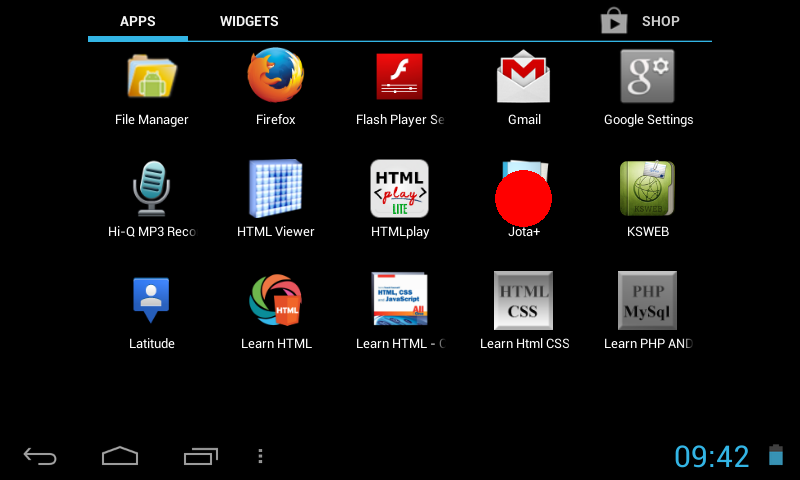 APPS WIDGETS SHOP
File Manager Firefox Flash Player Se Gmail Google Settings
HTML play LITE KSWEB
Hi-Q MP3 Reco HTML Viewer HTMLplay Jota+ KSWEB
HTML HTML, CSS and JavaScript All HTML CSS PHP MySql
Latitude Learn HTML Learn HTML - C Learn Html CSS Learn PHP AND
09:42